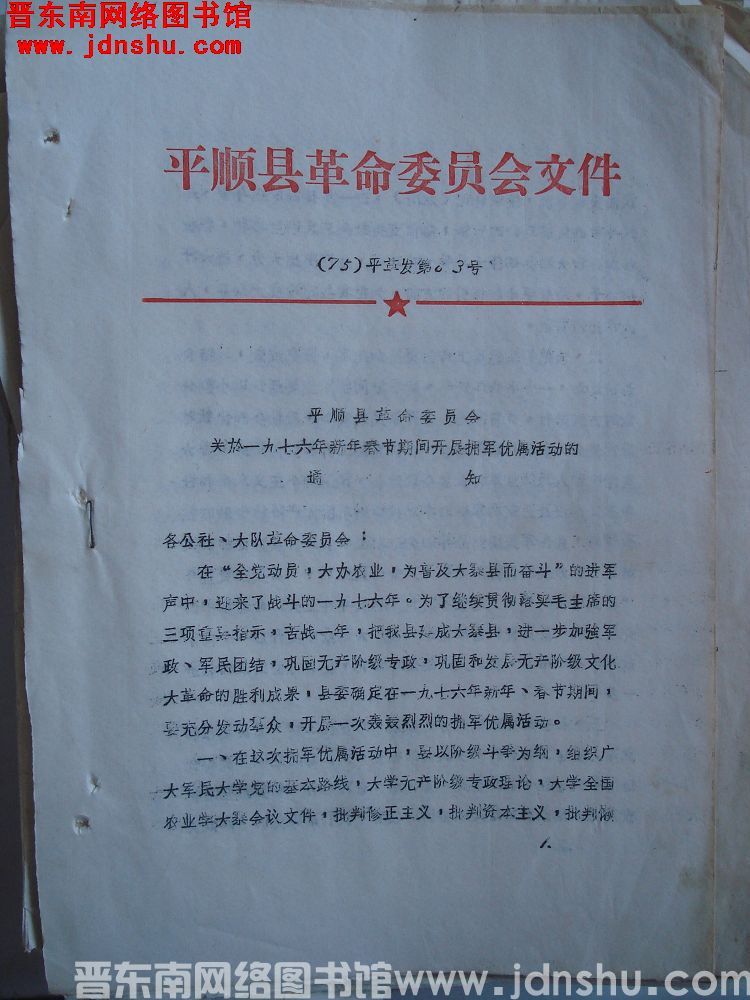 晋东南网络图书馆
www.jdnshu.com
平顺县革命委员会文件
(75)平革发第63号
平顺县革命委员会
关于一九七六年新年春节期间开展拥军优属活动的
通 知
各公社、大队革命委员会:
在“全党动员,大办农业,为普及大寨县而奋斗”的进军
声中,迎来了战斗的一九七六年。为了继续贯彻落实毛主席的
三项重要指示,苦战一年,把我县建成大寨县,进一步加强军
政、军民团结,巩固无产阶级专政,巩固和发展无产阶级文化
大革命的胜利成果,县委确定在一九七六年新年、春节期间,
要充分发动群众,开展一次轰轰烈烈的拥军优属活动。
一、在这次拥军优属活动中,要以阶级斗争为纲,组织广
大军民大学党的基本路线,大学无产阶级专政理论,大学全国
农业学大寨会议文件,批判修正主义,批判资本主义,批判懒
晋东南网络图书馆www.jdnshu.com